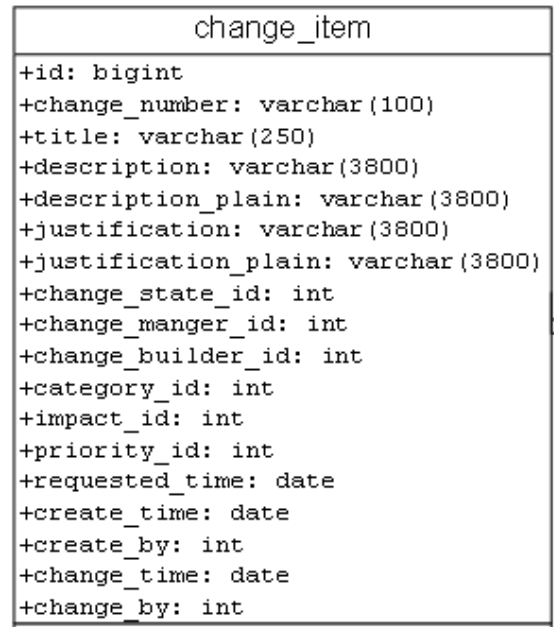 change_item
+id: bigint
+change_number: varchar(100)
+title: varchar(250)
+description: varchar(3800)
+description_plain: varchar(3800)
+justification: varchar(3800)
+justification_plain: varchar(3800)
+change_state_id: int
+change_manger_id: int
+change_builder_id: int
+category_id: int
+impact_id: int
+priority_id: int
+requested_time: date
+create_time: date
+create_by: int
+change_time: date
+change_by: int